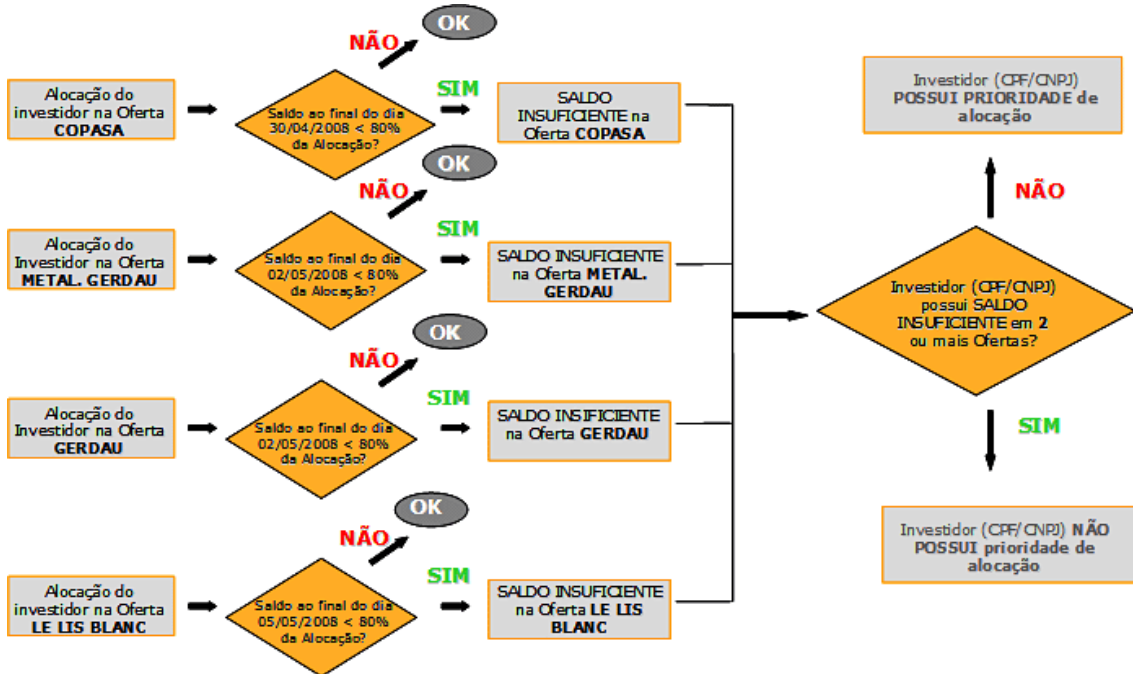 OK
NÃO
Alocação do
investidor na Oferta
COPASA
Saldo ao final do dia
30/04/2008 < 80%
da Alocação?
SIM
SALDO
INSUFICIENTE na
Oferta COPASA
OK
NÃO
Alocação do
Investidor na Oferta
METAL. GERDAU
Saldo ao final do dia
02/05/2008 < 80%
da Alocação?
SIM
SALDO INSUFICIENTE
na Oferta METAL.
GERDAU
OK
NÃO
Alocação do
Investidor na Oferta
GERDAU
Saldo ao final do dia
02/05/2008 < 80%
da Alocação?
SIM
SALDO INSIFICIENTE
na Oferta GERDAU
OK
NÃO
Alocação do
investidor na Oferta
LE LIS BLANC
Saldo ao final do dia
05/05/2008 < 80%
da Alocação?
SIM
SALDO INSUFICIENTE
na Oferta LE LIS
BLANC
Investidor (CPF/CNPJ)
POSSUI PRIORIDADE de
alocação
NÃO
Investidor (CPF/CNPJ)
possui SALDO
INSUFICIENTE em 2
ou mais Ofertas?
SIM
Investidor (CPF/CNPJ) NÃO
POSSUI prioridade de
alocação